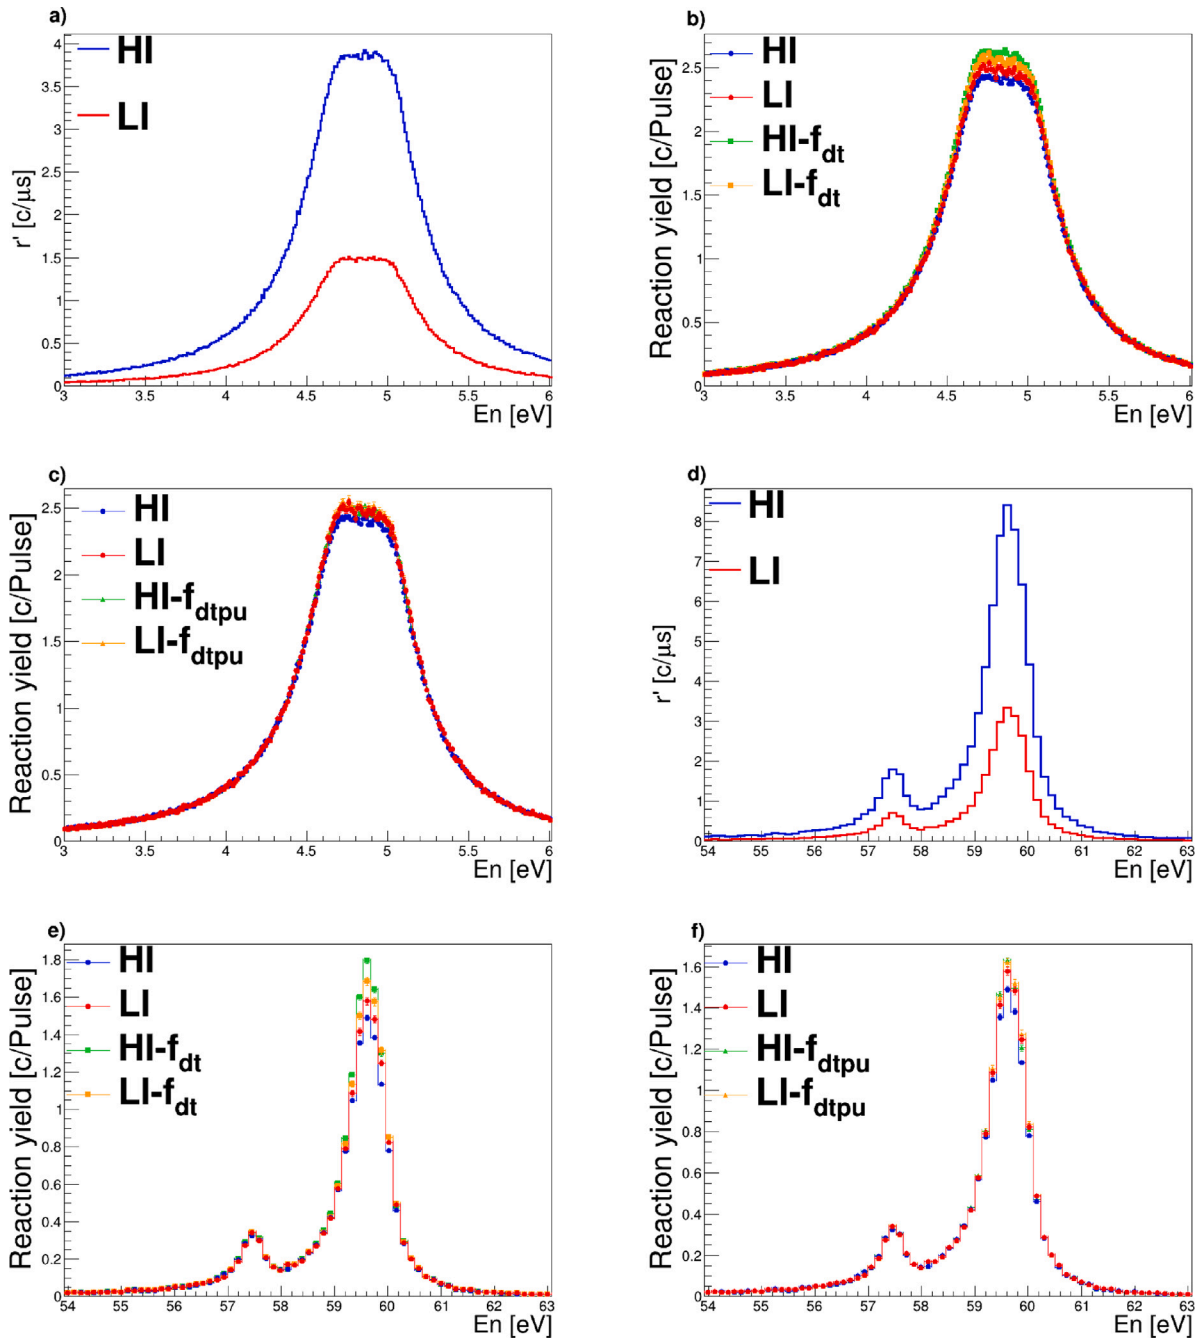 a)
HI
LI
r' [c/μs]
4
3.5
3
2.5
2
1.5
1
0.5
0
3
3.5
4
4.5
5
5.5
6
En [eV]
b)
HI
LI
HI-fdt
LI-fdt
Reaction yield [c/Pulse]
2.5
2
1.5
1
0.5
0
3
3.5
4
4.5
5
5.5
6
En [eV]
c)
HI
LI
HI-fdtpu
LI-fdtpu
Reaction yield [c/Pulse]
2.5
2
1.5
1
0.5
0
3
3.5
4
4.5
5
5.5
6
En [eV]
d)
HI
LI
r' [c/μs]
8
7
6
5
4
3
2
1
0
54
55
56
57
58
59
60
61
62
63
En [eV]
e)
HI
LI
HI-fdt
LI-fdt
Reaction yield [c/Pulse]
1.8
1.6
1.4
1.2
1
0.8
0.6
0.4
0.2
0
54
55
56
57
58
59
60
61
62
63
En [eV]
f)
HI
LI
HI-fdtpu
LI-fdtpu
Reaction yield [c/Pulse]
1.6
1.4
1.2
1
0.8
0.6
0.4
0.2
0
54
55
56
57
58
59
60
61
62
63
En [eV]